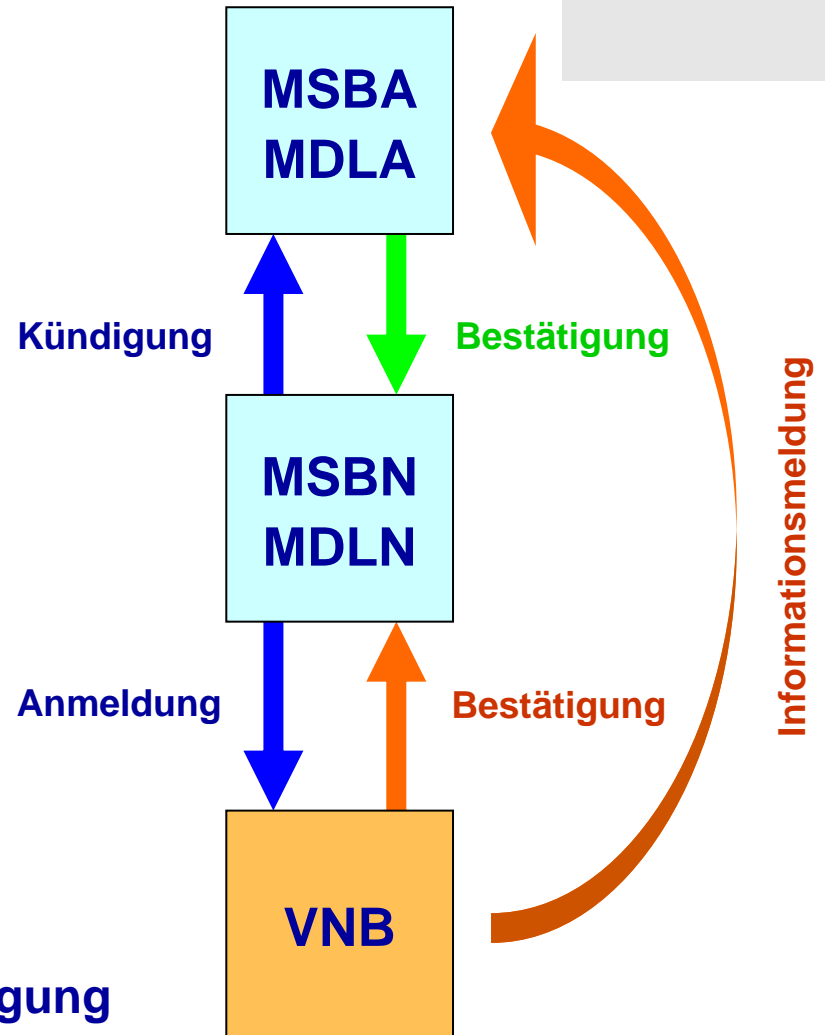 MSBA
MDLA
Kündigung
Bestätigung
MSBN
MDLN
Informationsmeldung
Anmeldung
Bestätigung
VNB
gung